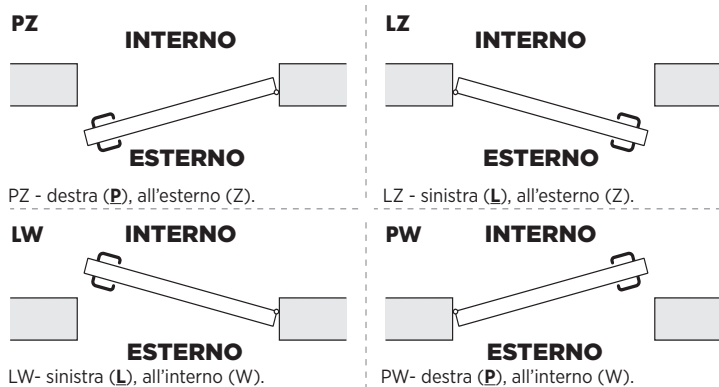 PZ
INTERNO
ESTERNO
PZ - destra (P), all'esterno (Z).
LZ
INTERNO
ESTERNO
LZ - sinistra (L), all'esterno (Z).
LW
INTERNO
ESTERNO
LW- sinistra (L), all'interno (W).
PW
INTERNO
ESTERNO
PW- destra (P), all'interno (W).